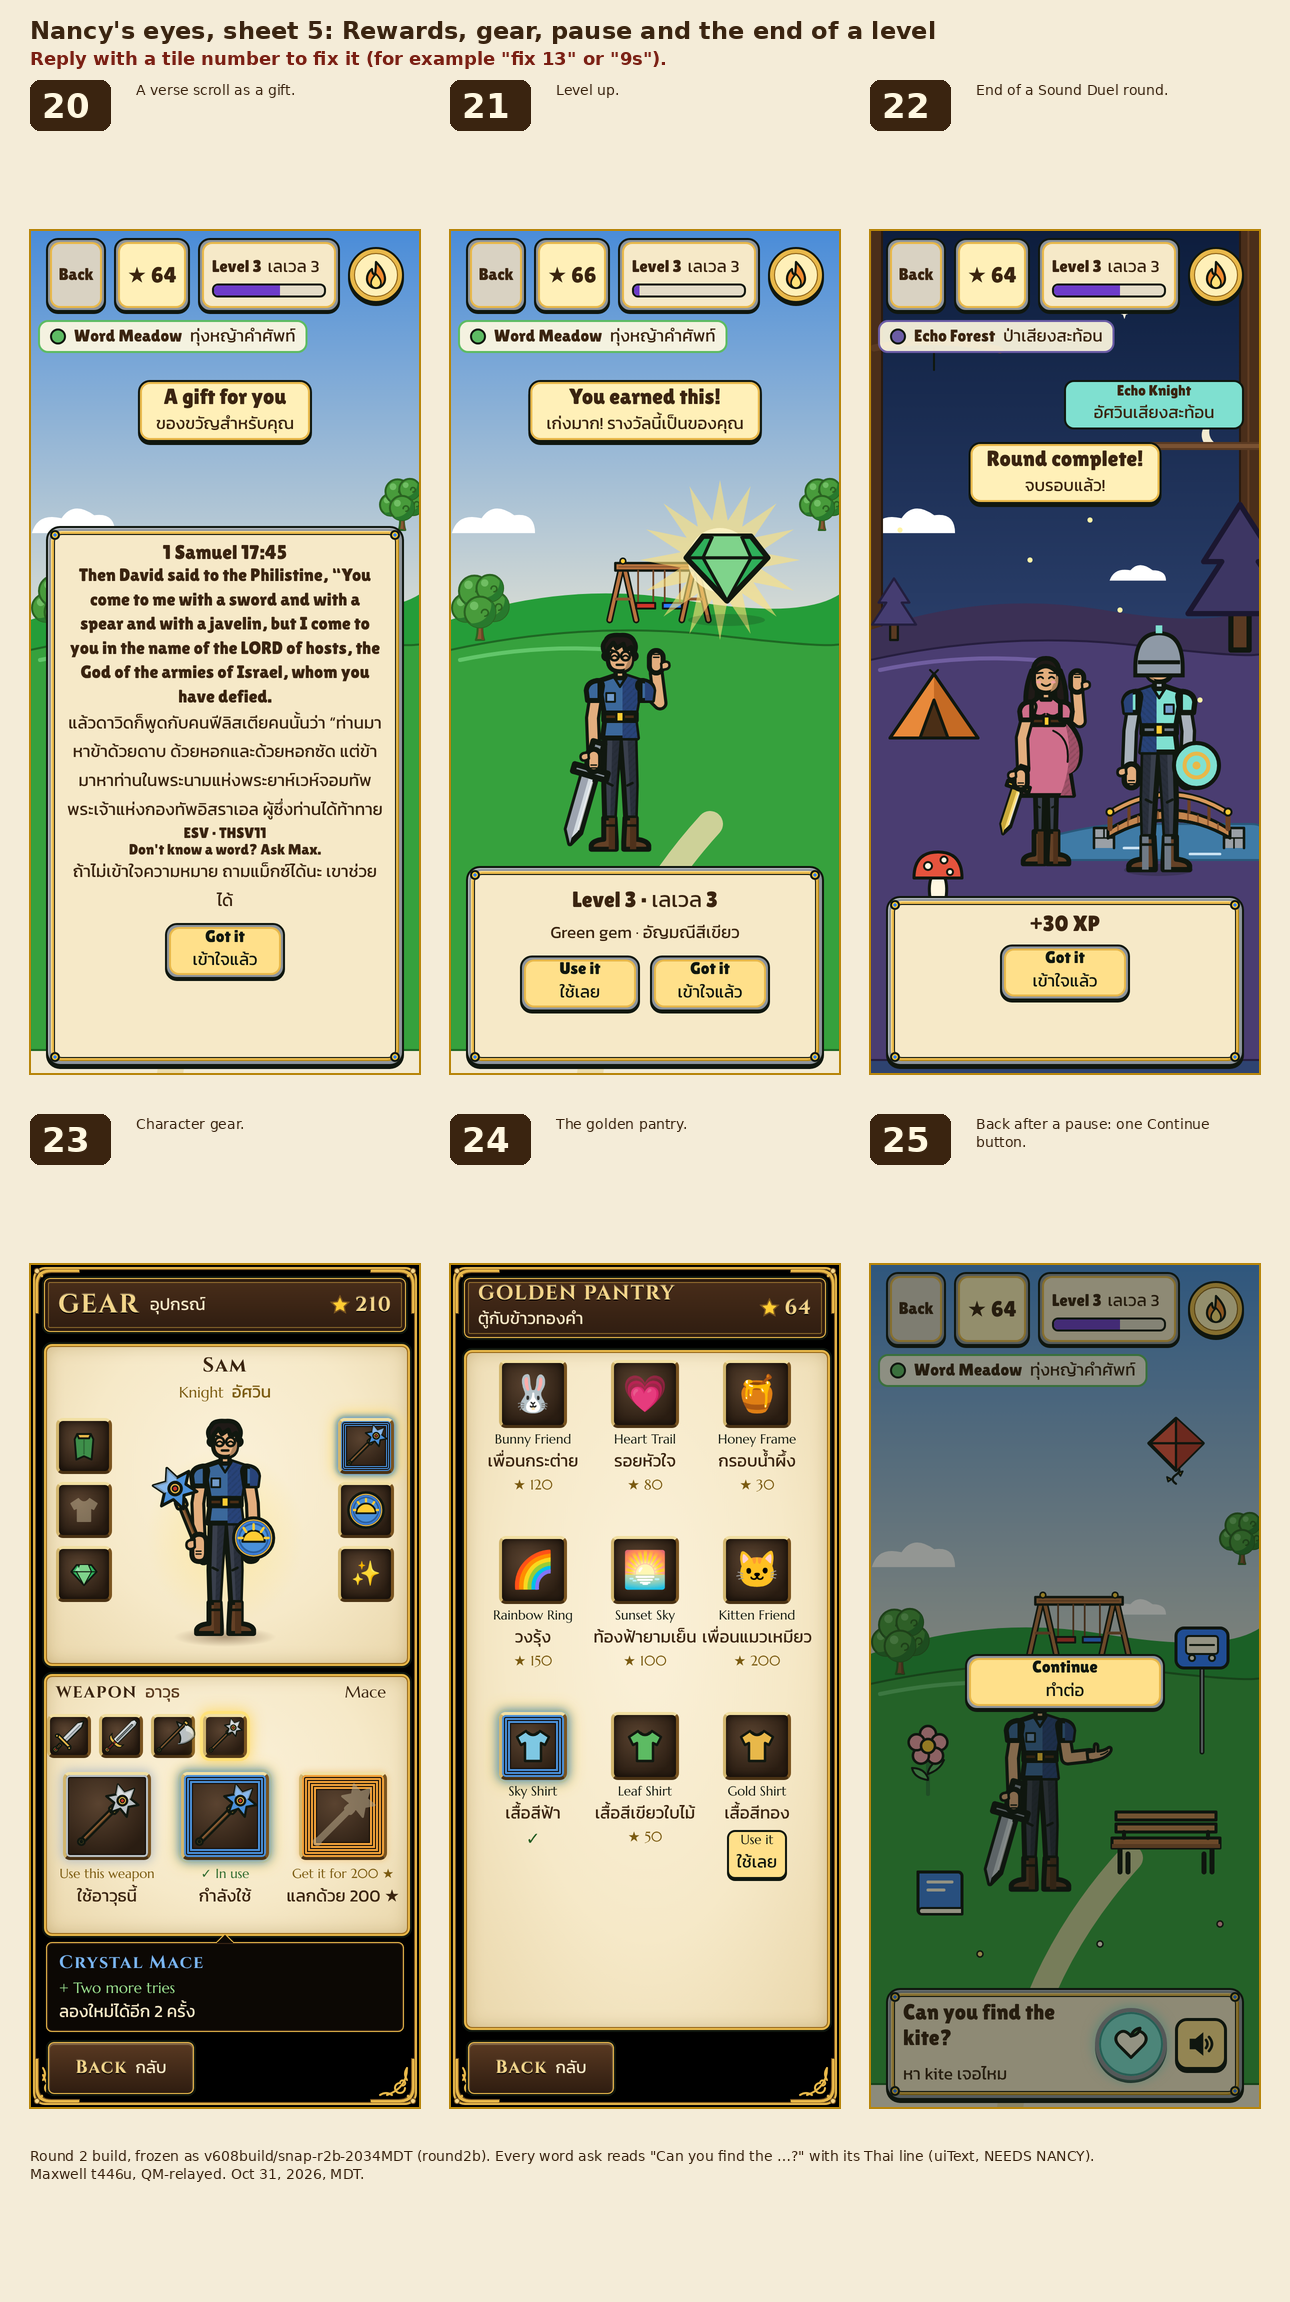 Nancy's eyes, sheet 5: Rewards, gear, pause and the end of a level
Reply with a tile number to fix it (for example "fix 13" or "9s").
20
A verse scroll as a gift.
21
Level up.
22
End of a Sound Duel round.
Back
★ 64
Level 3 เลเวล 3
Word Meadow ทุ่งหญ้าคำศัพท์
A gift for you
ของขวัญสำหรับคุณ
1 Samuel 17:45
Then David said to the Philistine, “You
come to me with a sword and with a
spear and with a javelin, but I come to
you in the name of the LORD of hosts, the
God of the armies of Israel, whom you
have defied.
แล้วดาวิดก็พูดกับคนฟีลิสเตียคนนั้นว่า “ท่านมา
หาข้าด้วยดาบ ด้วยหอกและด้วยหอกซัด แต่ข้า
มาหาท่านในพระนามแห่งพระยาห์เวห์จอมทัพ
พระเจ้าแห่งกองทัพอิสราเอล ผู้ซึ่งท่านได้ท้าทาย
ESV · THSV11
Don't know a word? Ask Max.
ถ้าไม่เข้าใจความหมาย ถามแม็กซ์ได้นะ เขาช่วย
ได้
Got it
เข้าใจแล้ว
Back
★ 66
Level 3 เลเวล 3
Word Meadow ทุ่งหญ้าคำศัพท์
You earned this!
เก่งมาก! รางวัลนี้เป็นของคุณ
Level 3 · เลเวล 3
Green gem · อัญมณีสีเขียว
Use it
ใช้เลย
Got it
เข้าใจแล้ว
Back
★ 64
Level 3 เลเวล 3
Echo Forest ป่าเสียงสะท้อน
Echo Knight
อัศวินเสียงสะท้อน
Round complete!
จบรอบแล้ว!
+30 XP
Got it
เข้าใจแล้ว
23
Character gear.
24
The golden pantry.
25
Back after a pause: one Continue
button.
GEAR อุปกรณ์
★ 210
SAM
Knight อัศวิน
WEAPON อาวุธ
Mace
Use this weapon
ใช้อาวุธนี้
✓ In use
กำลังใช้
Get it for 200 ★
แลกด้วย 200 ★
CRYSTAL MACE
+ Two more tries
ลองใหม่ได้อีก 2 ครั้ง
BACK กลับ
GOLDEN PANTRY
ตู้กับข้าวทองคำ
★ 64
Bunny Friend
เพื่อนกระต่าย
★ 120
Heart Trail
รอยหัวใจ
★ 80
Honey Frame
กรอบน้ำผึ้ง
★ 30
Rainbow Ring
วงรุ้ง
★ 150
Sunset Sky
ท้องฟ้ายามเย็น
★ 100
Kitten Friend
เพื่อนแมวเหมียว
★ 200
Sky Shirt
เสื้อสีฟ้า
✓
Leaf Shirt
เสื้อสีเขียวใบไม้
★ 50
Gold Shirt
เสื้อสีทอง
Use it
ใช้เลย
BACK กลับ
Back
★ 64
Level 3 เลเวล 3
Word Meadow ทุ่งหญ้าคำศัพท์
Continue
ทำต่อ
Can you find the
kite?
หา kite เจอไหม
Round 2 build, frozen as v608build/snap-r2b-2034MDT (round2b). Every word ask reads "Can you find the ...?" with its Thai line (uiText, NEEDS NANCY).
Maxwell t446u, QM-relayed. Oct 31, 2026, MDT.